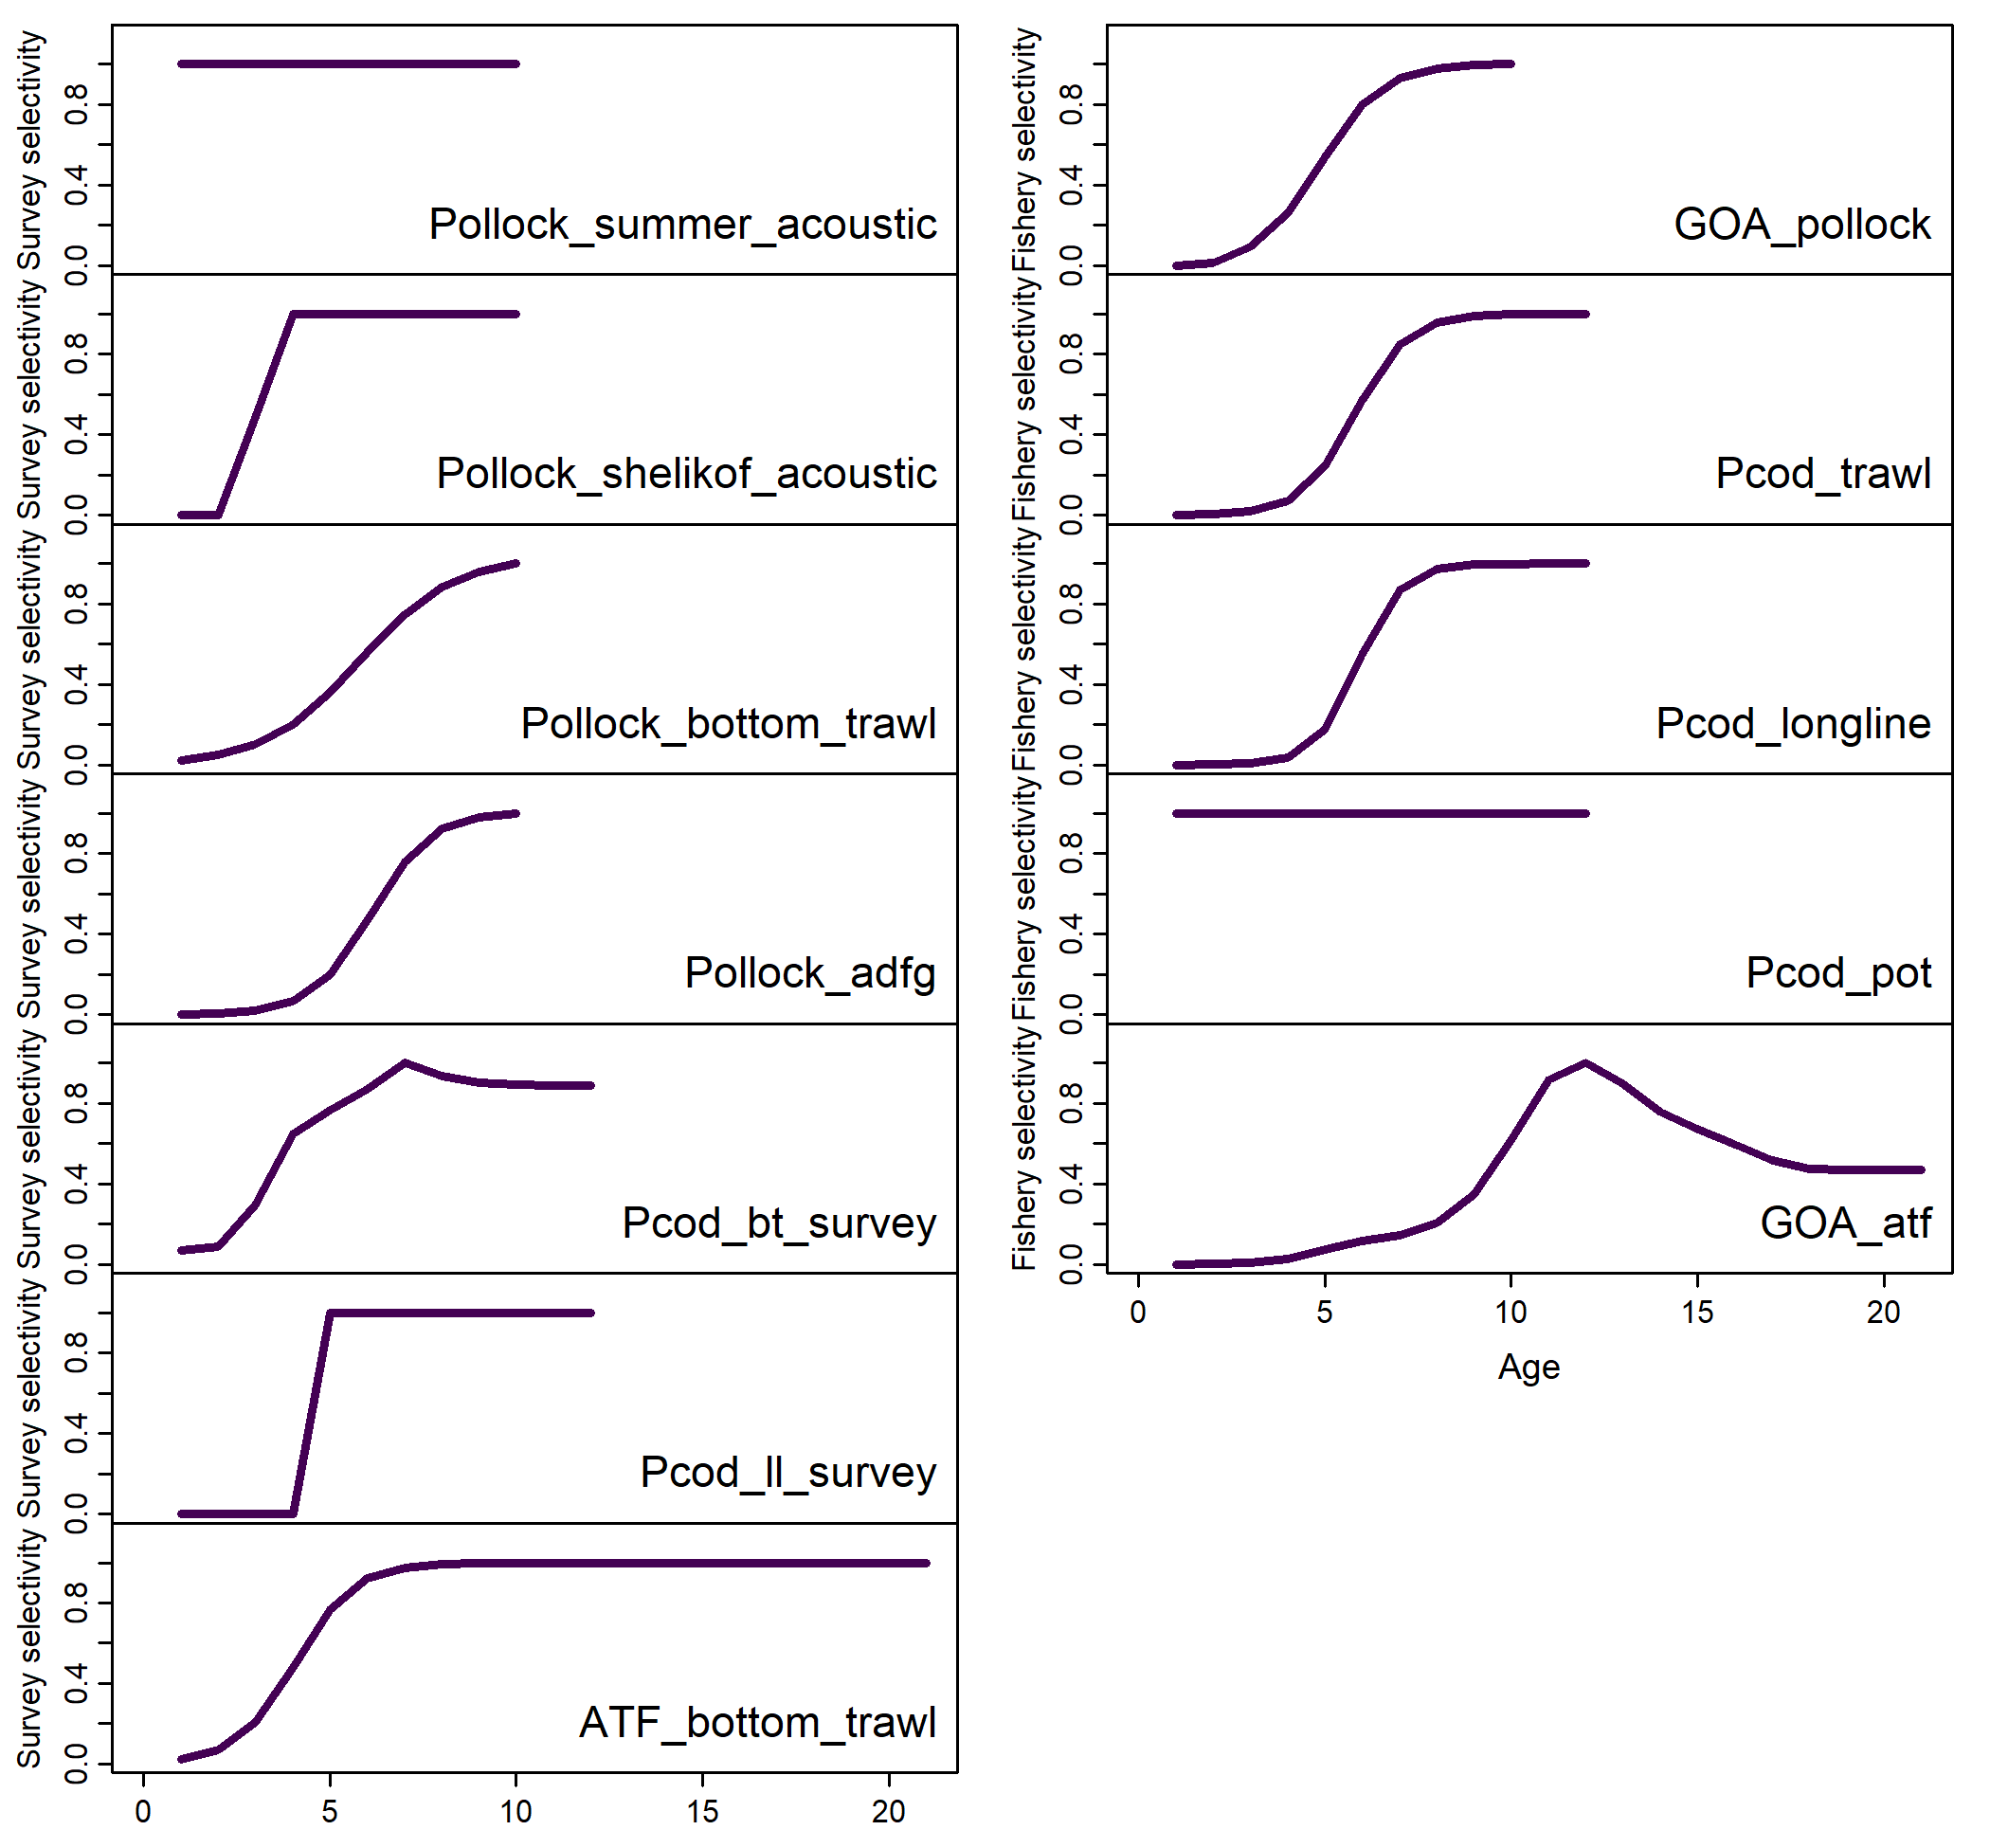 Survey selectivity
0.0 0.4 0.8
Pollock_summer_acoustic
Survey selectivity
0.0 0.4 0.8
Pollock_shelikof_acoustic
Survey selectivity
0.0 0.4 0.8
Pollock_bottom_trawl
Survey selectivity
0.0 0.4 0.8
Pollock_adfg
Survey selectivity
0.0 0.4 0.8
Pcod_bt_survey
Survey selectivity
0.0 0.4 0.8
Pcod_ll_survey
Survey selectivity
0.0 0.4 0.8
ATF_bottom_trawl
0 5 10 15 20
Fishery selectivity
0.0 0.4 0.8
GOA_pollock
Fishery selectivity
0.0 0.4 0.8
Pcod_trawl
Fishery selectivity
0.0 0.4 0.8
Pcod_longline
Fishery selectivity
0.0 0.4 0.8
Pcod_pot
Fishery selectivity
0.0 0.4 0.8
GOA_atf
0 5 10 15 20
Age